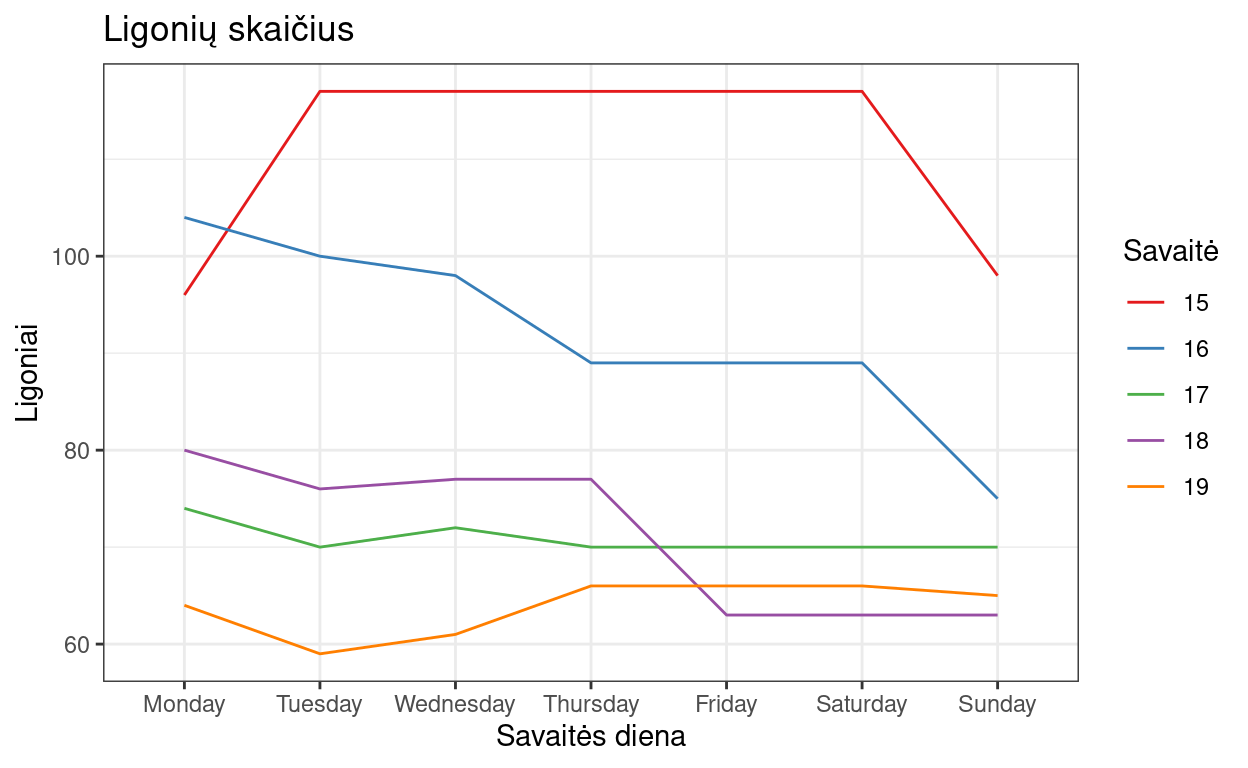 Ligonių skaičius
Ligoniai
100
80
60
Monday Tuesday Wednesday Thursday Friday Saturday Sunday
Savaitės diena
Savaitė
15
16
17
18
19